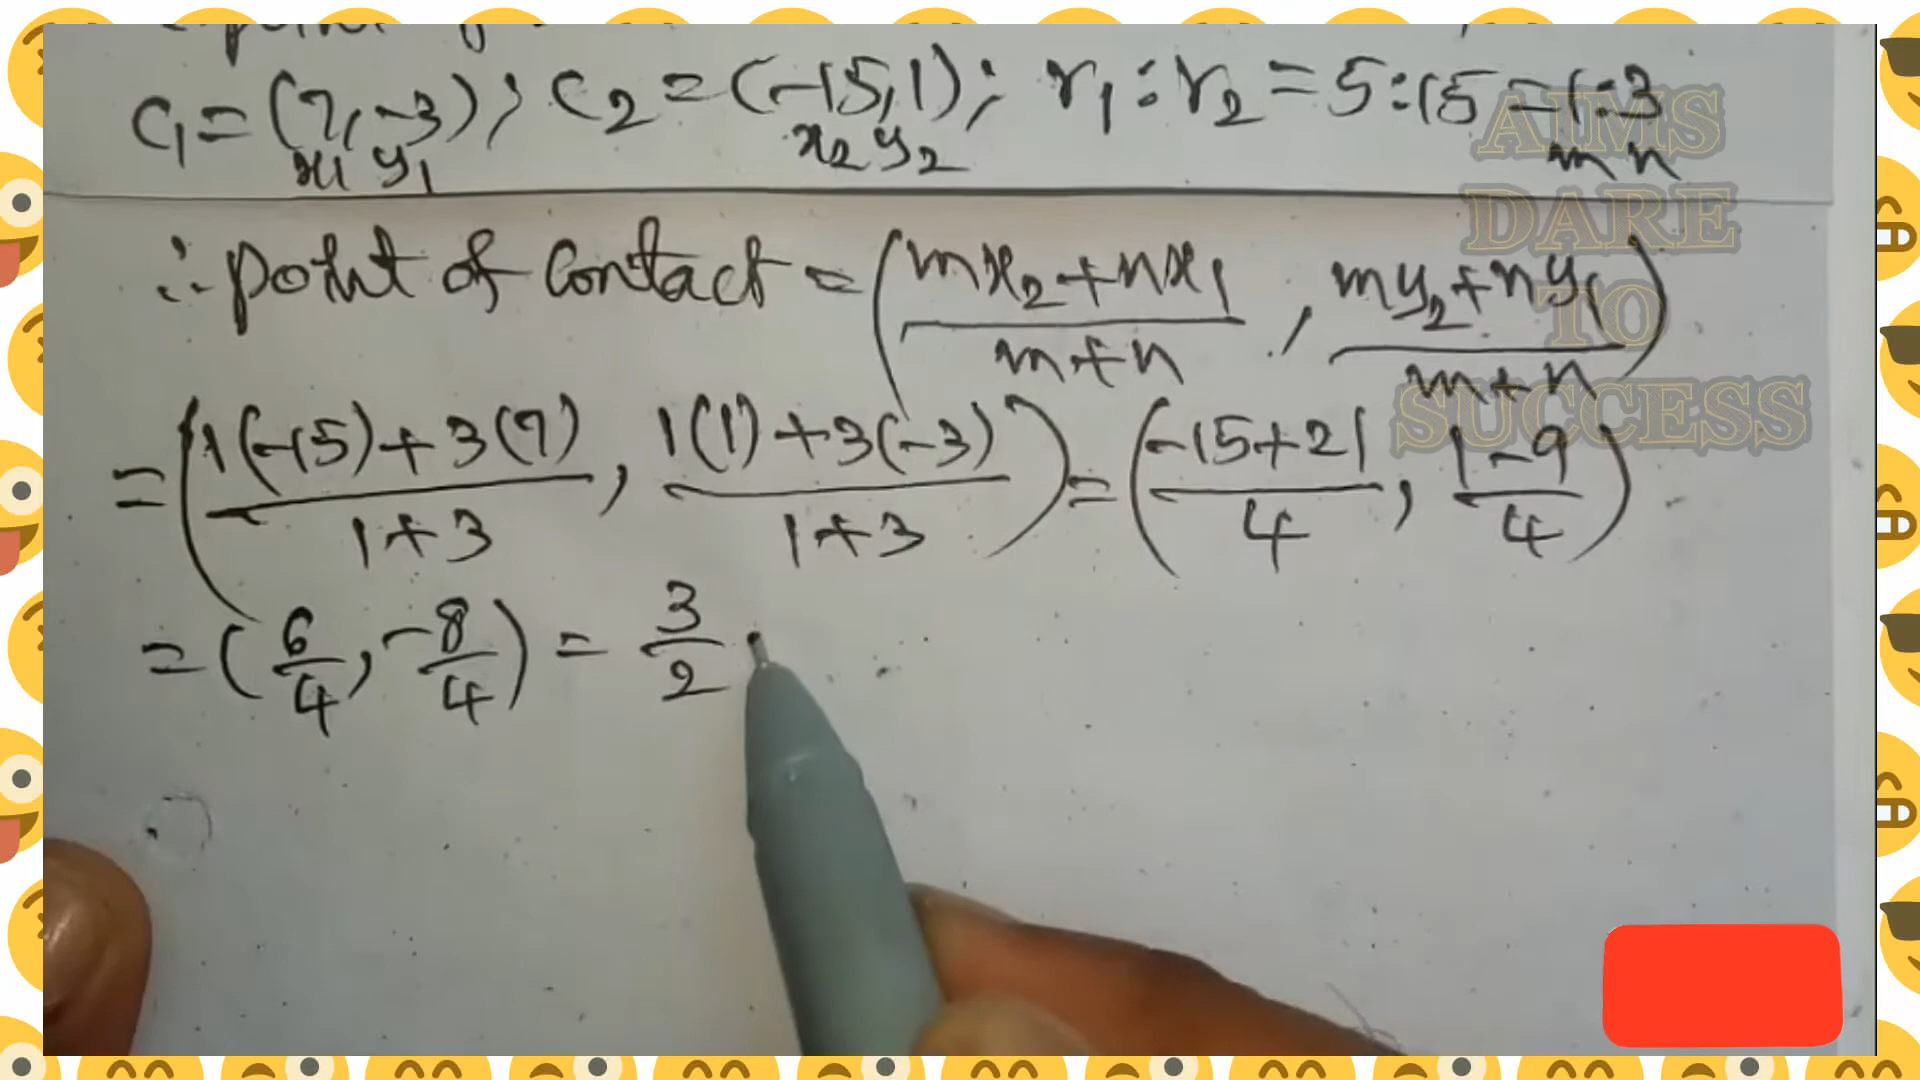 C₁ = (7, -3); C₂ = (-15, 1); r₁ : r₂ = 5 : 15 = 1 : 3
x₁ y₁ x₂ y₂ m n
∴ point of contact = ( (mx₂ + nx₁)/(m + n) , (my₂ + ny₁)/(m + n) )
= ( (1(-15) + 3(7))/(1 + 3) , (1(1) + 3(-3))/(1 + 3) ) = ( (-15 + 21)/4 , (1 - 9)/4 )
= ( 6/4 , -8/4 ) = 3/2
AIMS
DARE
TO
SUCCESS